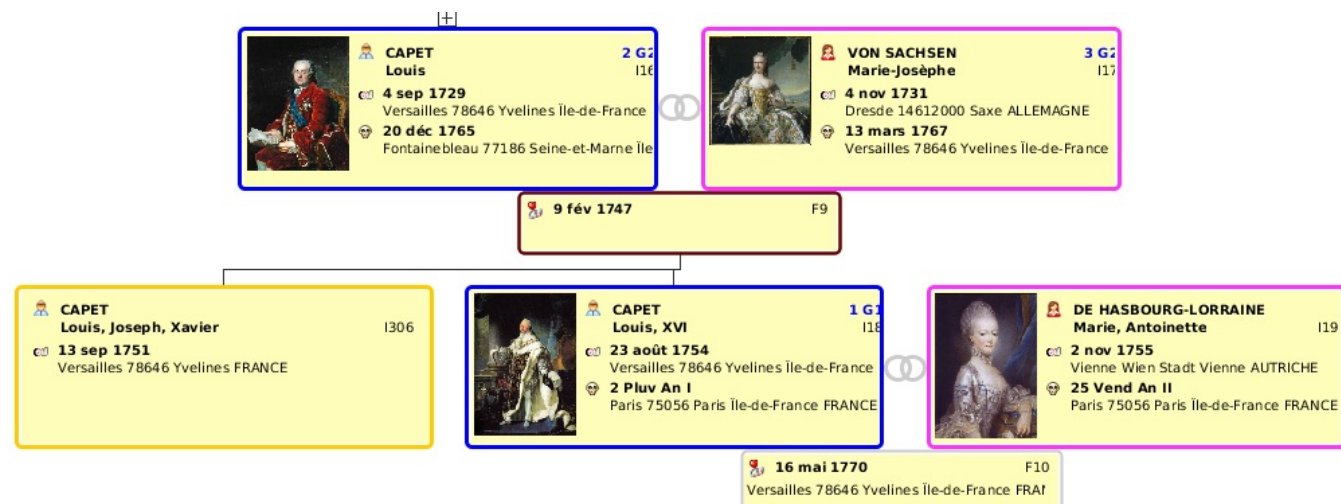 CAPET 2 G2
Louis I16
4 sep 1729
Versailles 78646 Yvelines Île-de-France
20 déc 1765
Fontainebleau 77186 Seine-et-Marne Île
VON SACHSEN 3 G2
Marie-Josèphe I17
4 nov 1731
Dresde 14612000 Saxe ALLEMAGNE
13 mars 1767
Versailles 78646 Yvelines Île-de-France
9 fév 1747 F9
CAPET
Louis, Joseph, Xavier I306
13 sep 1751
Versailles 78646 Yvelines FRANCE
CAPET 1 G1
Louis, XVI I18
23 août 1754
Versailles 78646 Yvelines Île-de-France
2 Pluv An I
Paris 75056 Paris Île-de-France FRANCE
DE HASBOURG-LORRAINE
Marie, Antoinette I19
2 nov 1755
Vienne Wien Stadt Vienne AUTRICHE
25 Vend An II
Paris 75056 Paris Île-de-France FRANCE
16 mai 1770 F10
Versailles 78646 Yvelines Île-de-France